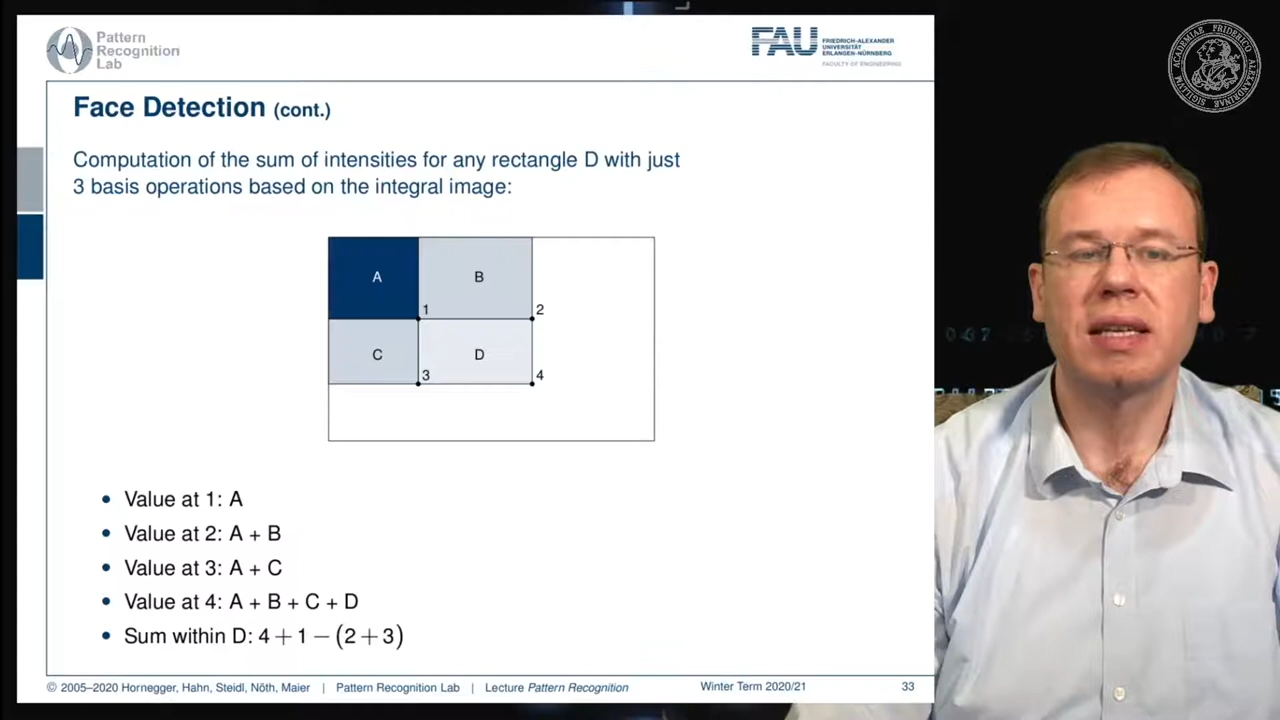 Pattern
Recognition
Lab
FAU
FRIEDRICH-ALEXANDER
UNIVERSITÄT
ERLANGEN-NÜRNBERG
FACULTY OF ENGINEERING
Face Detection (cont.)
Computation of the sum of intensities for any rectangle D with just
3 basis operations based on the integral image:
A
B
1
2
C
D
3
4
• Value at 1: A
• Value at 2: A + B
• Value at 3: A + C
• Value at 4: A + B + C + D
• Sum within D: 4 + 1 − (2 + 3)
© 2005–2020 Hornegger, Hahn, Steidl, Nöth, Maier | Pattern Recognition Lab | Lecture Pattern Recognition Winter Term 2020/21 33